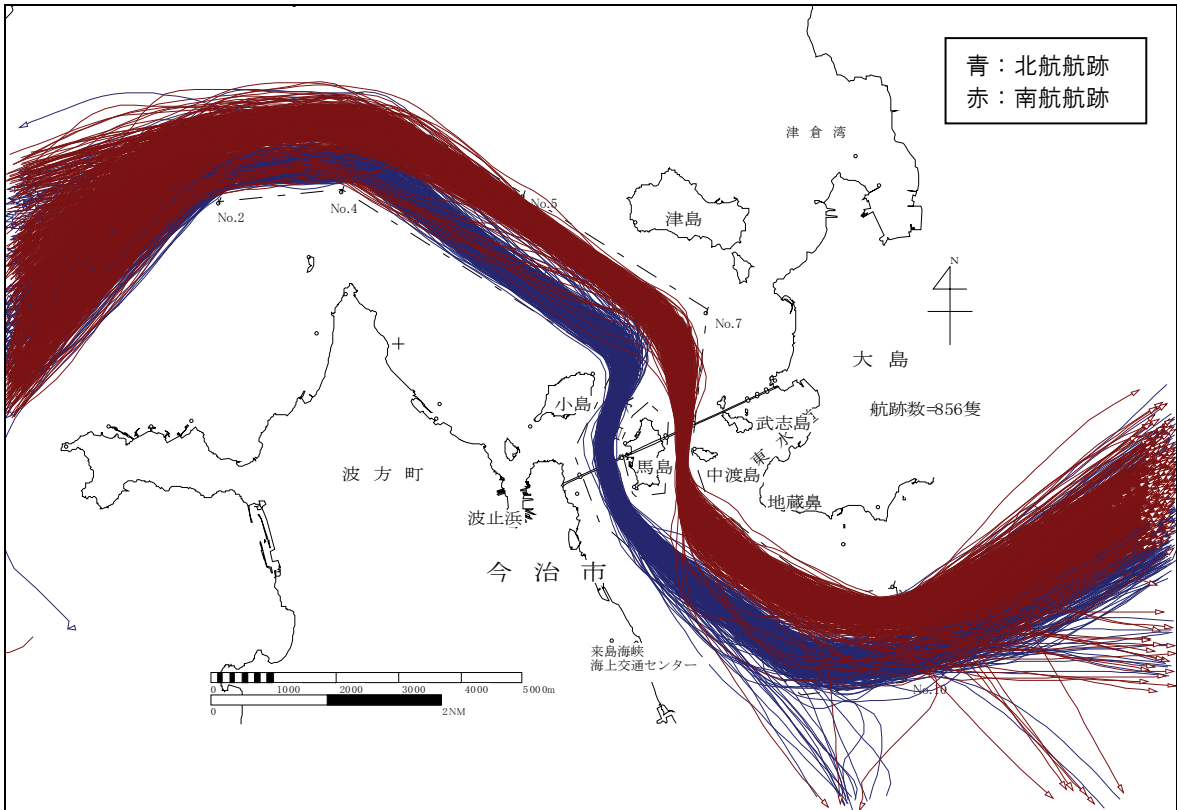 青：北航航跡
赤：南航航跡
津倉湾
津島
No.2
No.4
No.5
No.7
N
大島
航跡数=856隻
小島
武志島
東水
馬島
中渡島
波方町
地蔵鼻
波止浜
今治市
来島海峡
海上交通センター
No.10
0 1000 2000 3000 4000 5000m
0 2NM